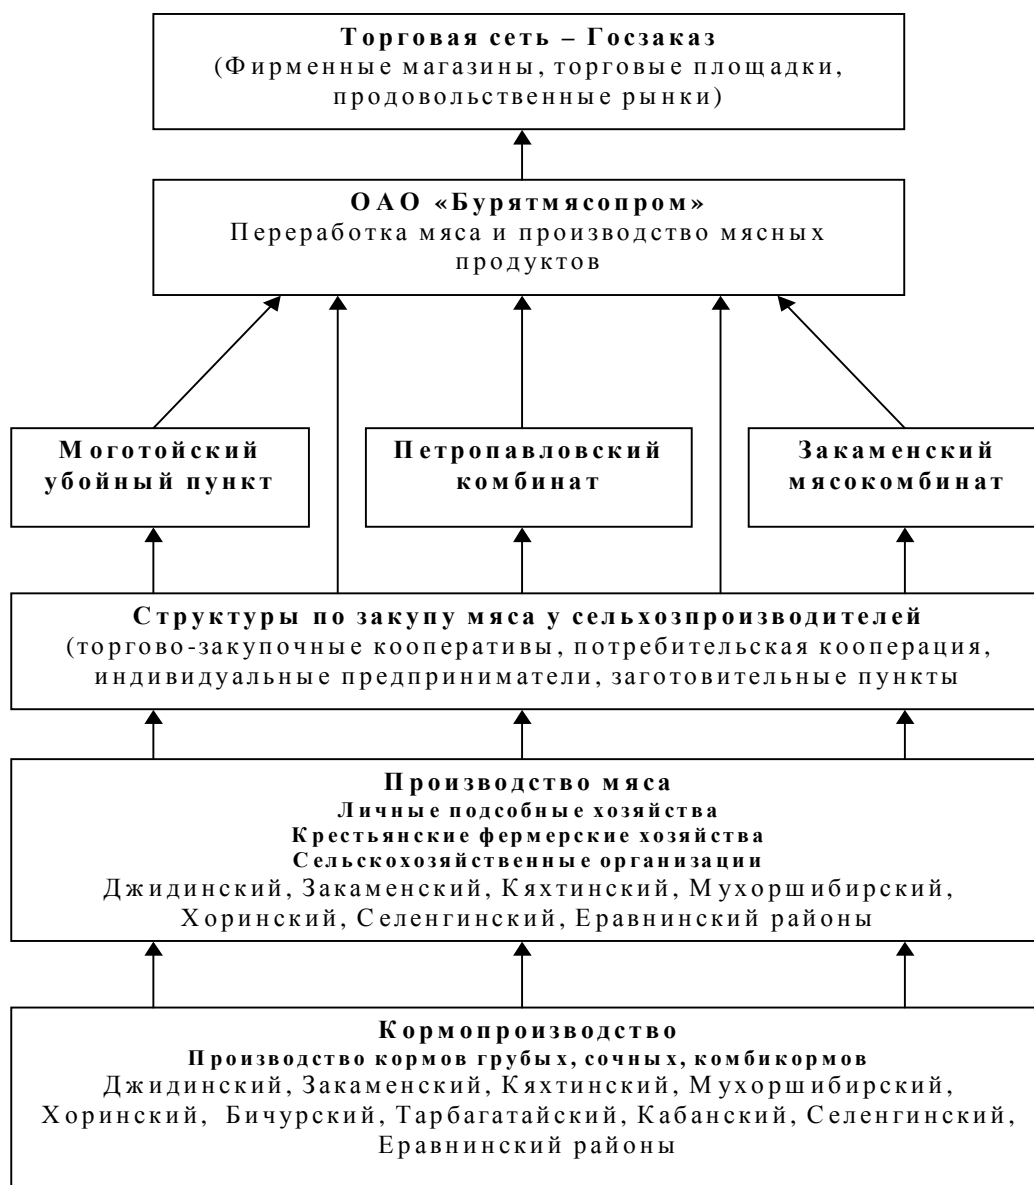 Торговая сеть – Госзаказ
(Фирменные магазины, торговые площадки,
продовольственные рынки)
ОАО «Бурятмясопром»
Переработка мяса и производство мясных
продуктов
Моготойский
убойный пункт
Петропавловский
комбинат
Закаменский
мясокомбинат
Структуры по закупу мяса у сельхозпроизводителей
(торгово-закупочные кооперативы, потребительская кооперация,
индивидуальные предприниматели, заготовительные пункты
Производство мяса
Личные подсобные хозяйства
Крестьянские фермерские хозяйства
Сельскохозяйственные организации
Джидинский, Закаменский, Кяхтинский, Мухоршибирский,
Хоринский, Селенгинский, Еравнинский районы
Кормопроизводство
Производство кормов грубых, сочных, комбикормов
Джидинский, Закаменский, Кяхтинский, Мухоршибирский,
Хоринский, Бичурский, Тарбагатайский, Кабанский, Селенгинский,
Еравнинский районы